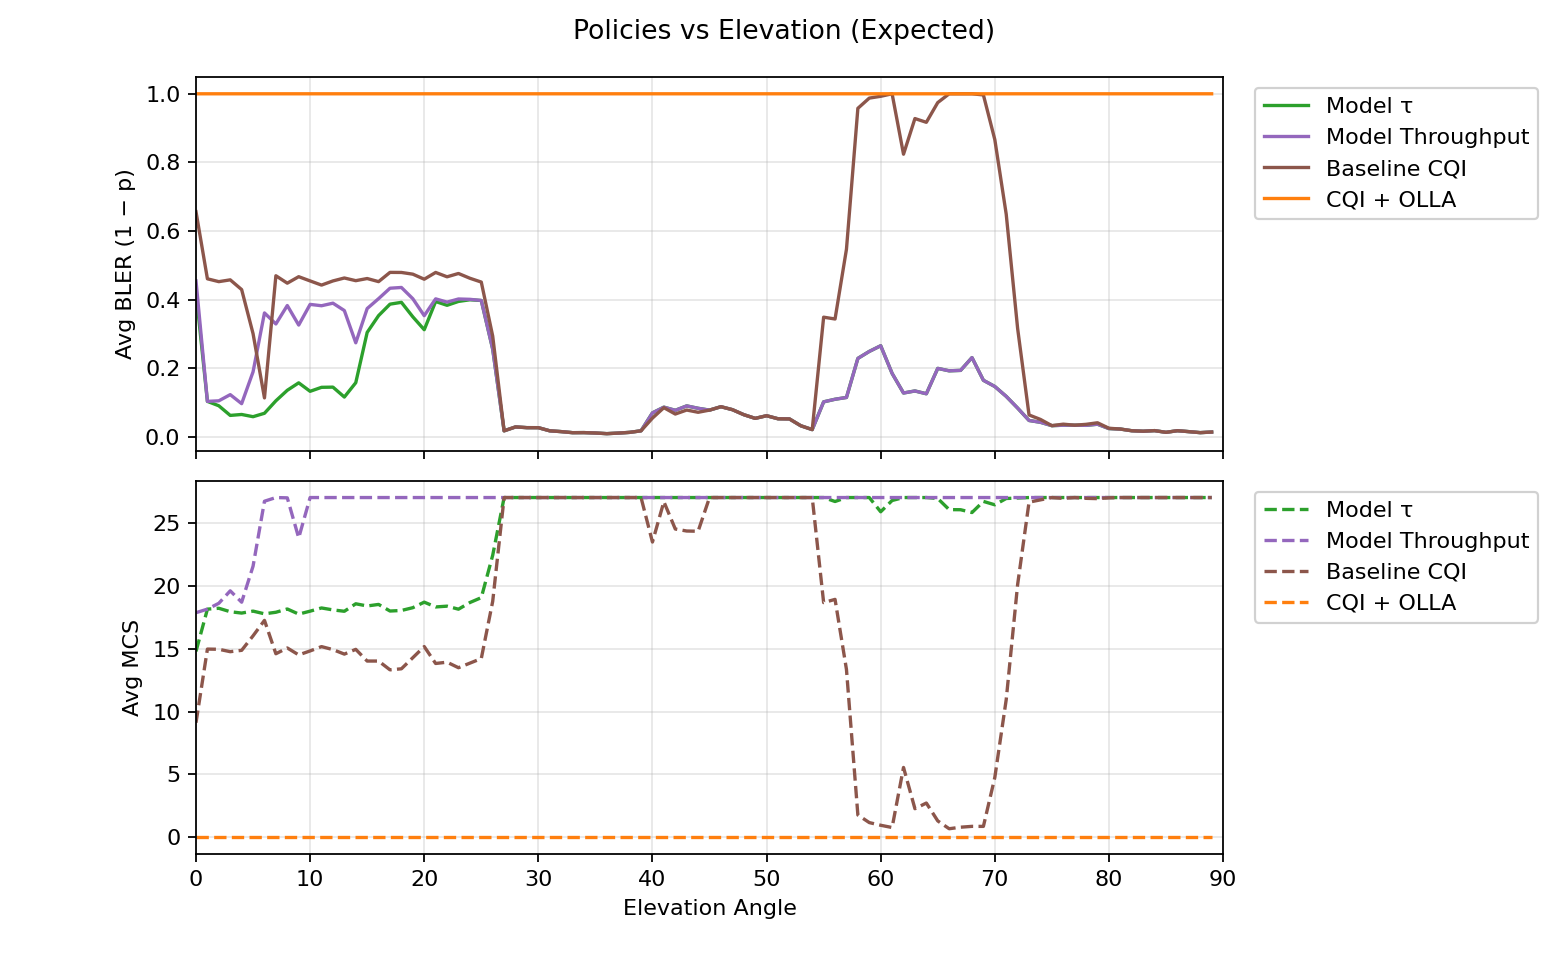 Policies vs Elevation (Expected)
1.0
0.8
0.6
0.4
0.2
0.0
Avg BLER (1 − p)
Model τ
Model Throughput
Baseline CQI
CQI + OLLA
25
20
15
10
5
0
Avg MCS
Model τ
Model Throughput
Baseline CQI
CQI + OLLA
0 10 20 30 40 50 60 70 80 90
Elevation Angle